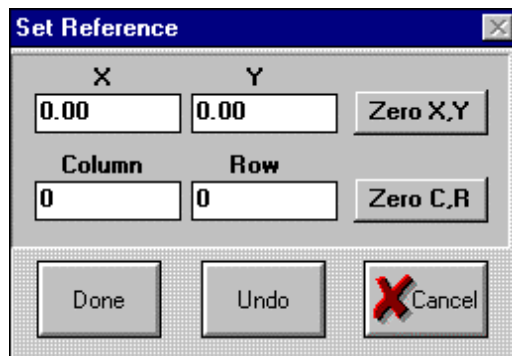 Set Reference
X Y
0.00 0.00 Zero X,Y
Column Row
0 0 Zero C,R
Done Undo Cancel